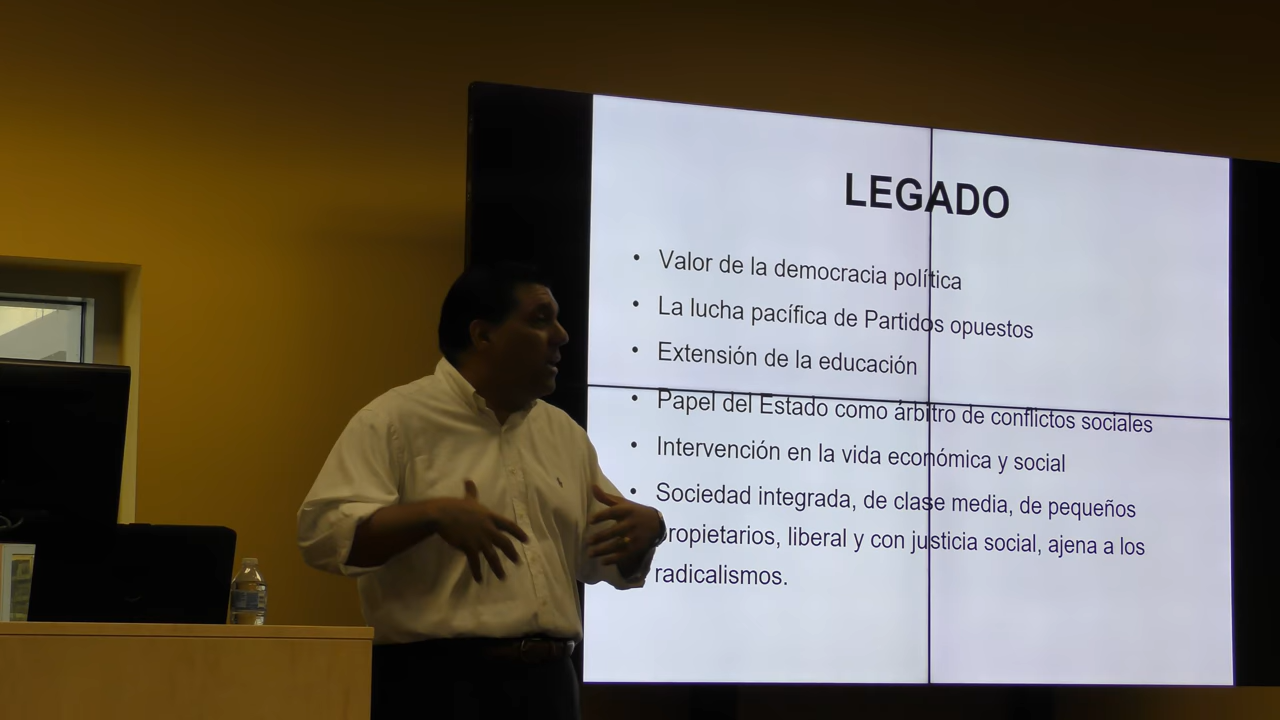 LEGADO
• Valor de la democracia política
• La lucha pacífica de Partidos opuestos
• Extensión de la educación
• Papel del Estado como árbitro de conflictos sociales
• Intervención en la vida económica y social
• Sociedad integrada, de clase media, de pequeños
propietarios, liberal y con justicia social, ajena a los
radicalismos.